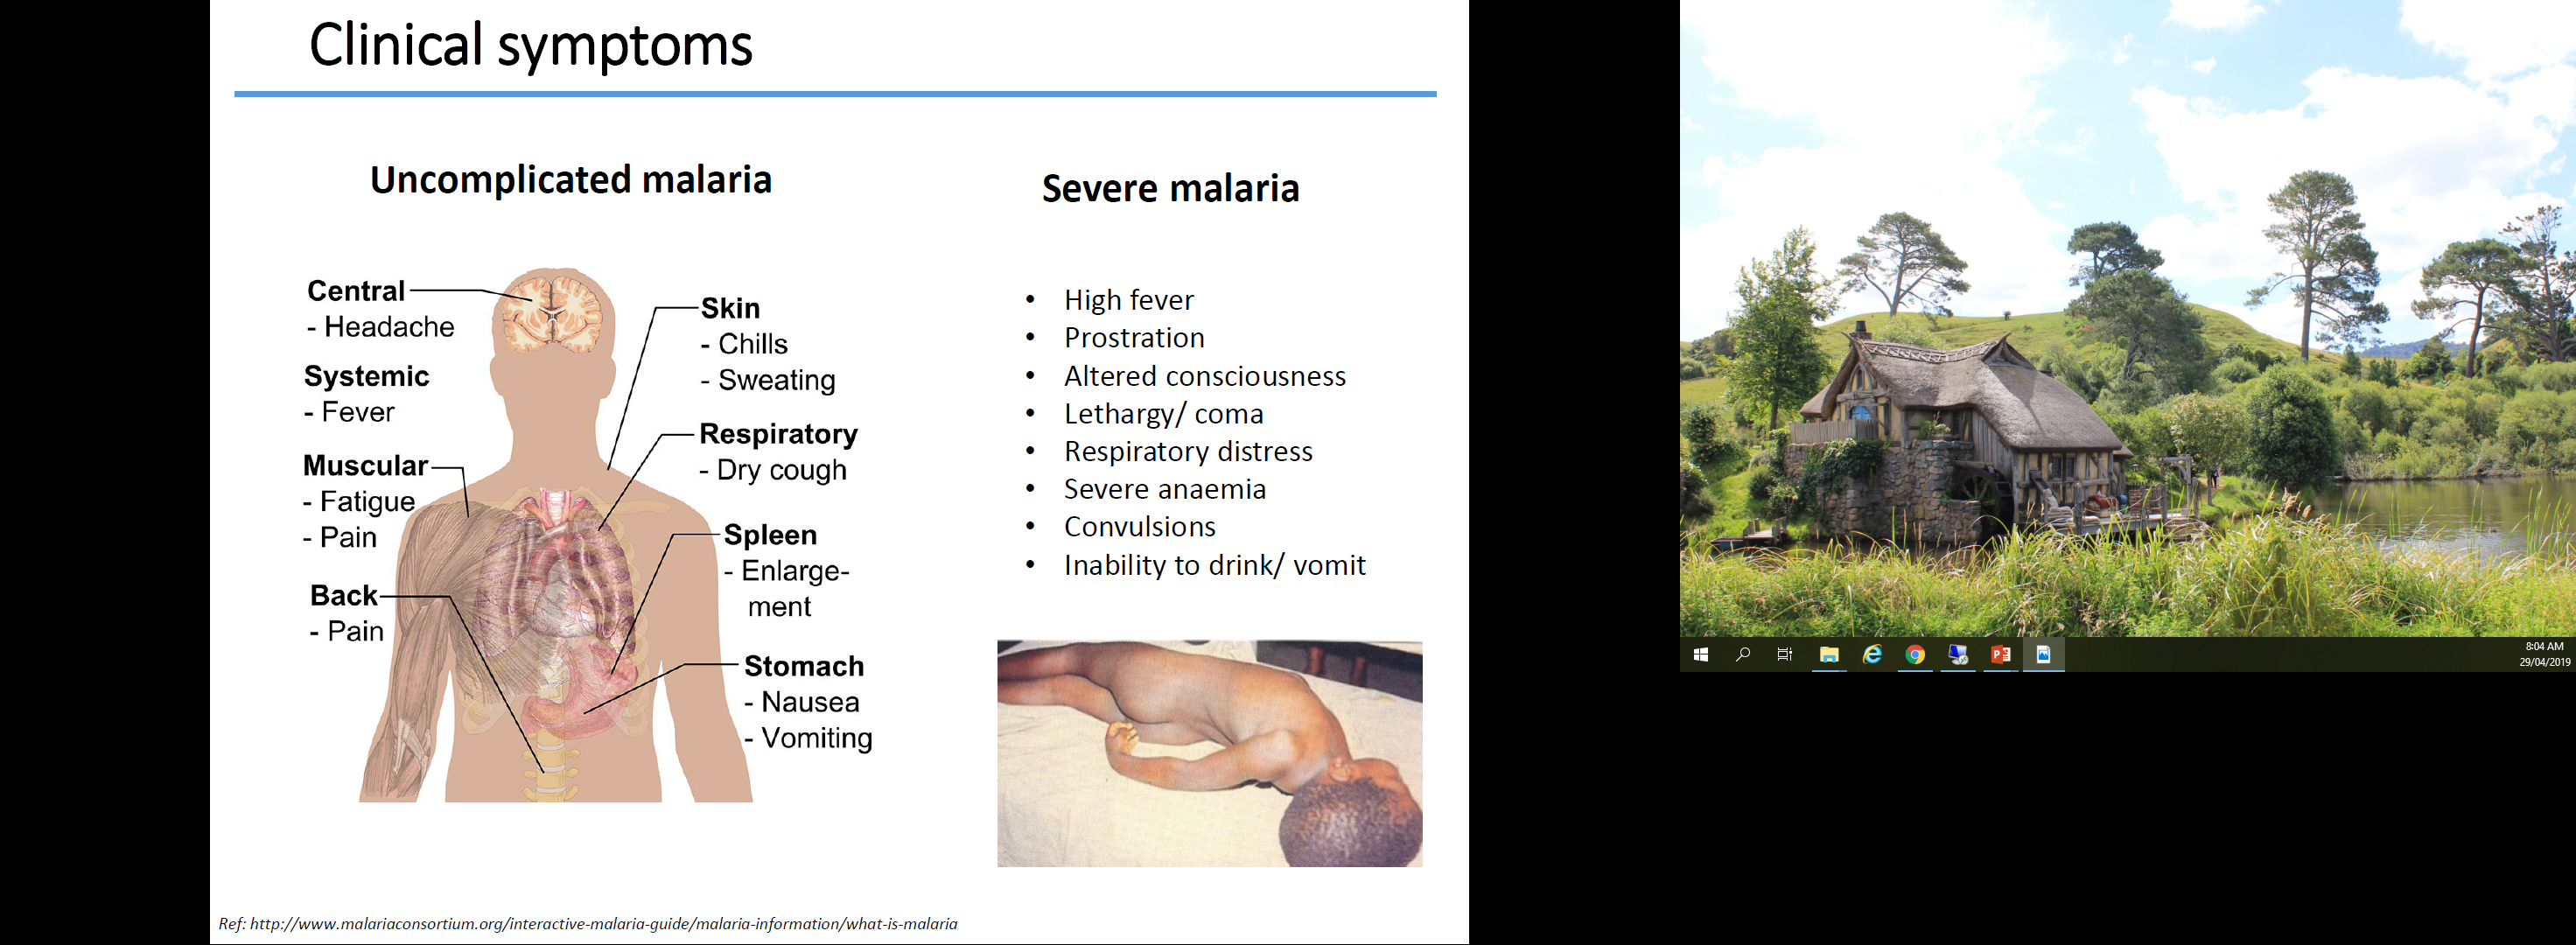 Clinical symptoms
Uncomplicated malaria
Central
- Headache
Systemic
- Fever
Muscular
- Fatigue
- Pain
Back
- Pain
Skin
- Chills
- Sweating
Respiratory
- Dry cough
Spleen
- Enlarge-
ment
Stomach
- Nausea
- Vomiting
Severe malaria
• High fever
• Prostration
• Altered consciousness
• Lethargy/ coma
• Respiratory distress
• Severe anaemia
• Convulsions
• Inability to drink/ vomit
Ref: http://www.malariaconsortium.org/interactive-malaria-guide/malaria-information/what-is-malaria
8:04 AM
29/04/2019